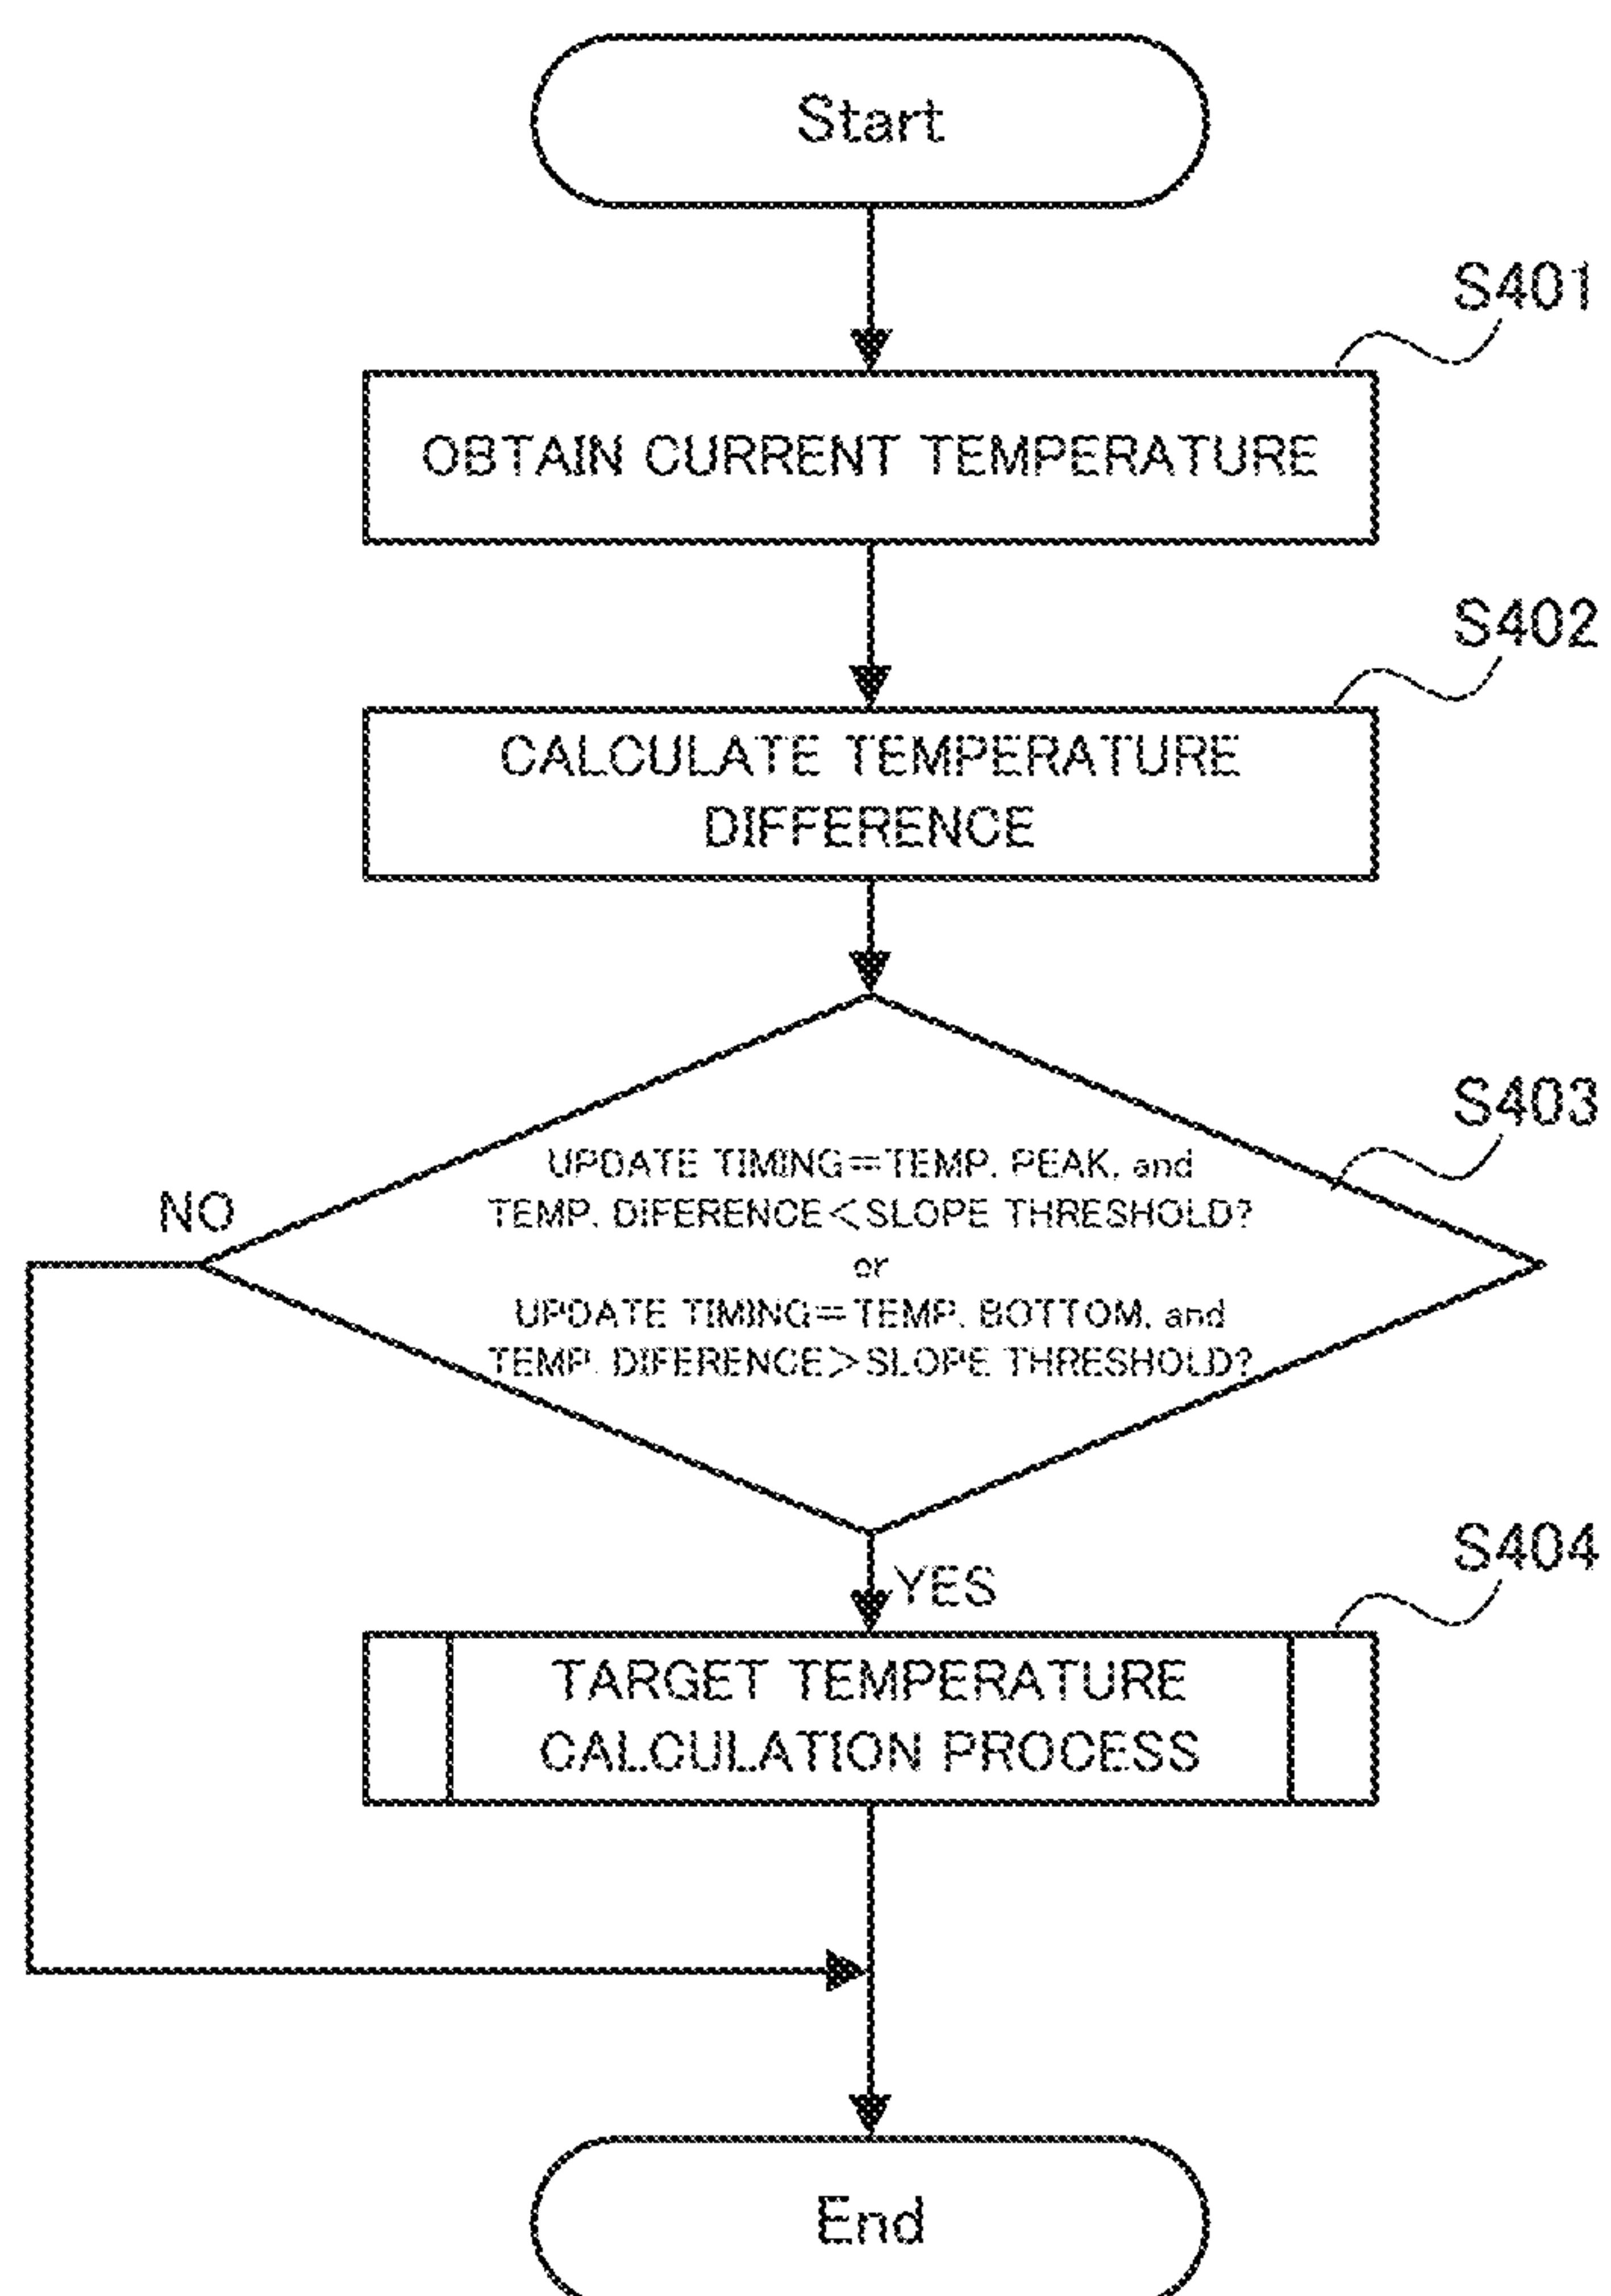 Start
S401
OBTAIN CURRENT TEMPERATURE
S402
CALCULATE TEMPERATURE
DIFFERENCE
S403
UPDATE TIMING==TEMP. PEAK, and
TEMP. DIFERENCE<SLOPE THRESHOLD?
or
UPDATE TIMING==TEMP. BOTTOM, and
TEMP. DIFERENCE>SLOPE THRESHOLD?
NO
YES
S404
TARGET TEMPERATURE
CALCULATION PROCESS
End